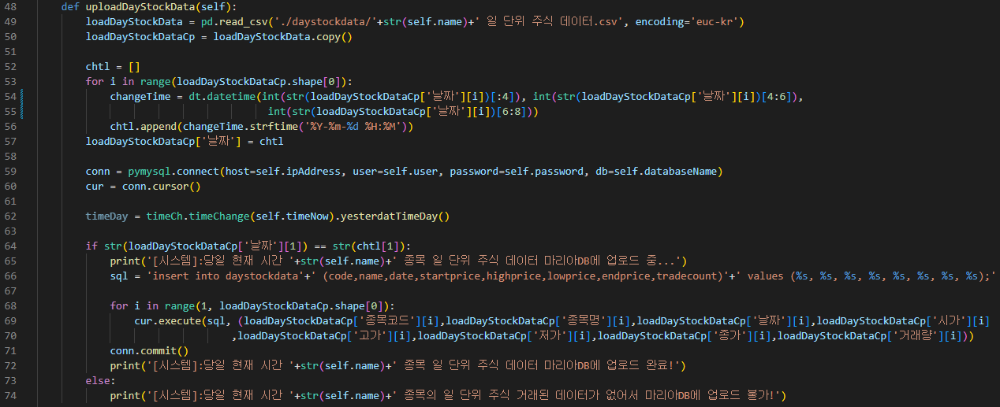 48 def uploadDayStockData(self):
49 loadDayStockData = pd.read_csv('./daystockdata/'+str(self.name)+' 일 단위 주식 데이터.csv', encoding='euc-kr')
50 loadDayStockDataCp = loadDayStockData.copy()
51
52 chtl = []
53 for i in range(loadDayStockDataCp.shape[0]):
54 changeTime = dt.datetime(int(str(loadDayStockDataCp['날짜'][i])[:4]), int(str(loadDayStockDataCp['날짜'][i])[4:6]),
55 int(str(loadDayStockDataCp['날짜'][i])[6:8]))
56 chtl.append(changeTime.strftime('%Y-%m-%d %H:%M'))
57 loadDayStockDataCp['날짜'] = chtl
58
59 conn = pymysql.connect(host=self.ipAddress, user=self.user, password=self.password, db=self.databaseName)
60 cur = conn.cursor()
61
62 timeDay = timeCh.timeChange(self.timeNow).yesterdatTimeDay()
63
64 if str(loadDayStockDataCp['날짜'][1]) == str(chtl[1]):
65 print('[시스템]:당일 현재 시간 '+str(self.name)+' 종목 일 단위 주식 데이터 마리아DB에 업로드 중...')
66 sql = 'insert into daystockdata'+' (code,name,date,startprice,highprice,lowprice,endprice,tradecount)'+' values (%s, %s, %s, %s, %s, %s, %s, %s);'
67
68 for i in range(1, loadDayStockDataCp.shape[0]):
69 cur.execute(sql, (loadDayStockDataCp['종목코드'][i],loadDayStockDataCp['종목명'][i],loadDayStockDataCp['날짜'][i],loadDayStockDataCp['시가'][i]
70 ,loadDayStockDataCp['고가'][i],loadDayStockDataCp['저가'][i],loadDayStockDataCp['종가'][i],loadDayStockDataCp['거래량'][i]))
71 conn.commit()
72 print('[시스템]:당일 현재 시간 '+str(self.name)+' 종목 일 단위 주식 데이터 마리아DB에 업로드 완료!')
73 else:
74 print('[시스템]:당일 현재 시간 '+str(self.name)+' 종목의 일 단위 주식 거래된 데이터가 없어서 마리아DB에 업로드 불가!')